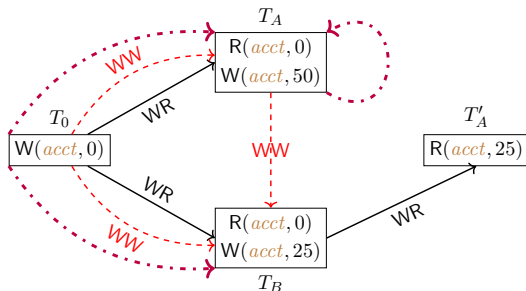 T_A
R(acct, 0)
W(acct, 50)
WW
WR
T_0
W(acct, 0)
WW
T'_A
R(acct, 25)
WR
WW
R(acct, 0)
W(acct, 25)
WR
T_B